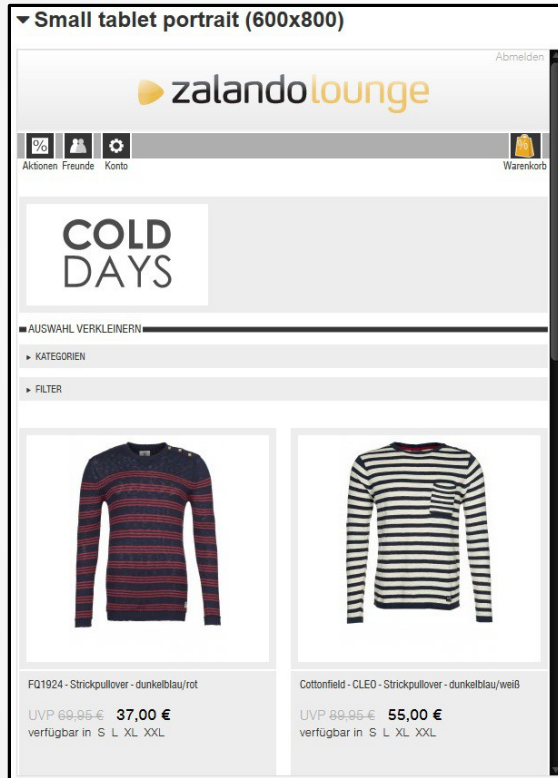 Small tablet portrait (600x800)
Abmelden
zalandolounge
%
%
Aktionen Freunde Konto
Warenkorb
COLD
DAYS
AUSWAHL VERKLEINERN
KATEGORIEN
FILTER
FQ1924 - Strickpullover - dunkelblau/rot
UVP 69,95 € 37,00 €
verfügbar in S L XL XXL
Cottonfield - CLEO - Strickpullover - dunkelblau/weiß
UVP 89,95 € 55,00 €
verfügbar in S L XL XXL